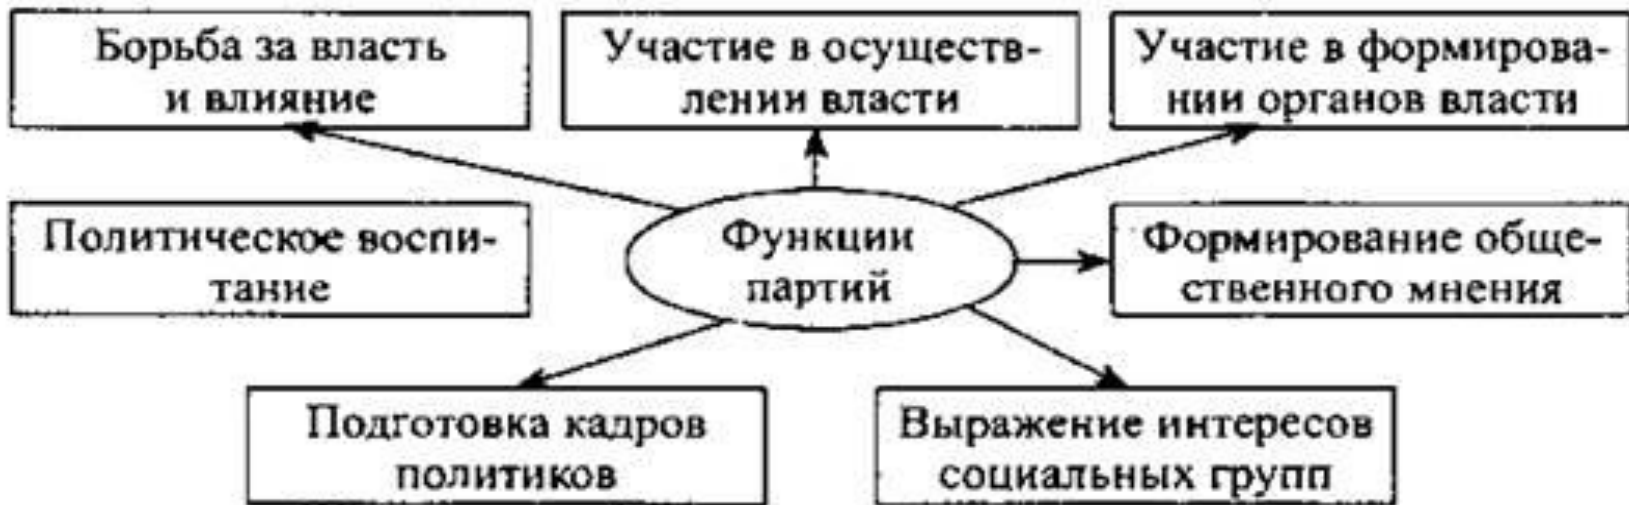 Борьба за власть
и влияние
Участие в осуществ-
лении власти
Участие в формирова-
нии органов власти
Политическое воспи-
тание
Функции
партий
Формирование обще-
ственного мнения
Подготовка кадров
политиков
Выражение интересов
социальных групп